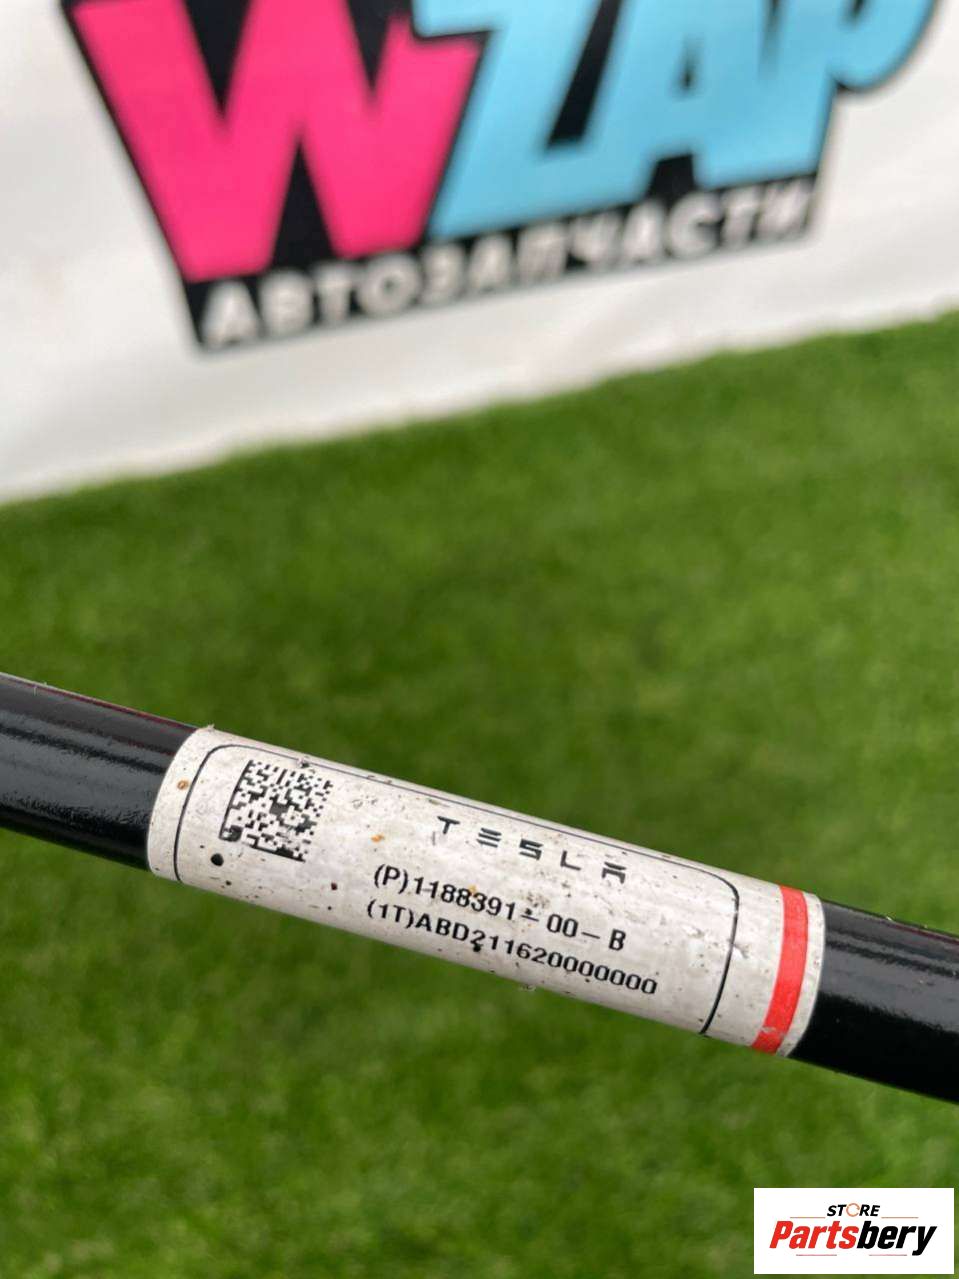 WZAP
АВТОЗАПЧАСТИ
TESLA
(P)1188391-00-B
(1T)ABD211620000000
STORE
Partsbery